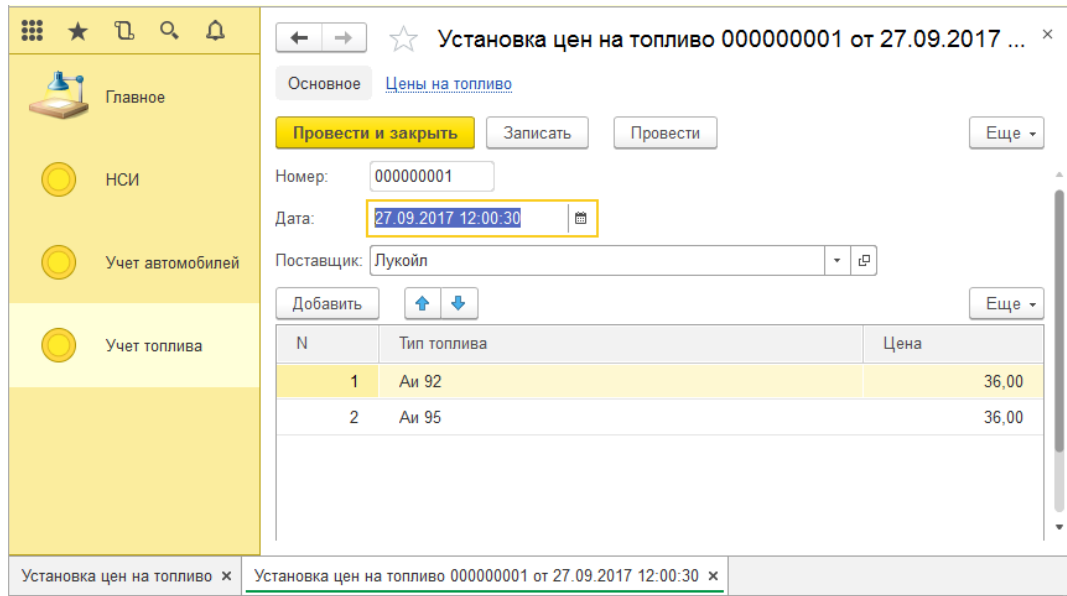 Установка цен на топливо 000000001 от 27.09.2017 ...
Главное
НСИ
Учет автомобилей
Учет топлива
Основное Цены на топливо
Провести и закрыть Записать Провести Еще
Номер: 000000001
Дата: 27.09.2017 12:00:30
Поставщик: Лукойл
Добавить Еще
N Тип топлива Цена
1 Аи 92 36,00
2 Аи 95 36,00
Установка цен на топливо Установка цен на топливо 000000001 от 27.09.2017 12:00:30